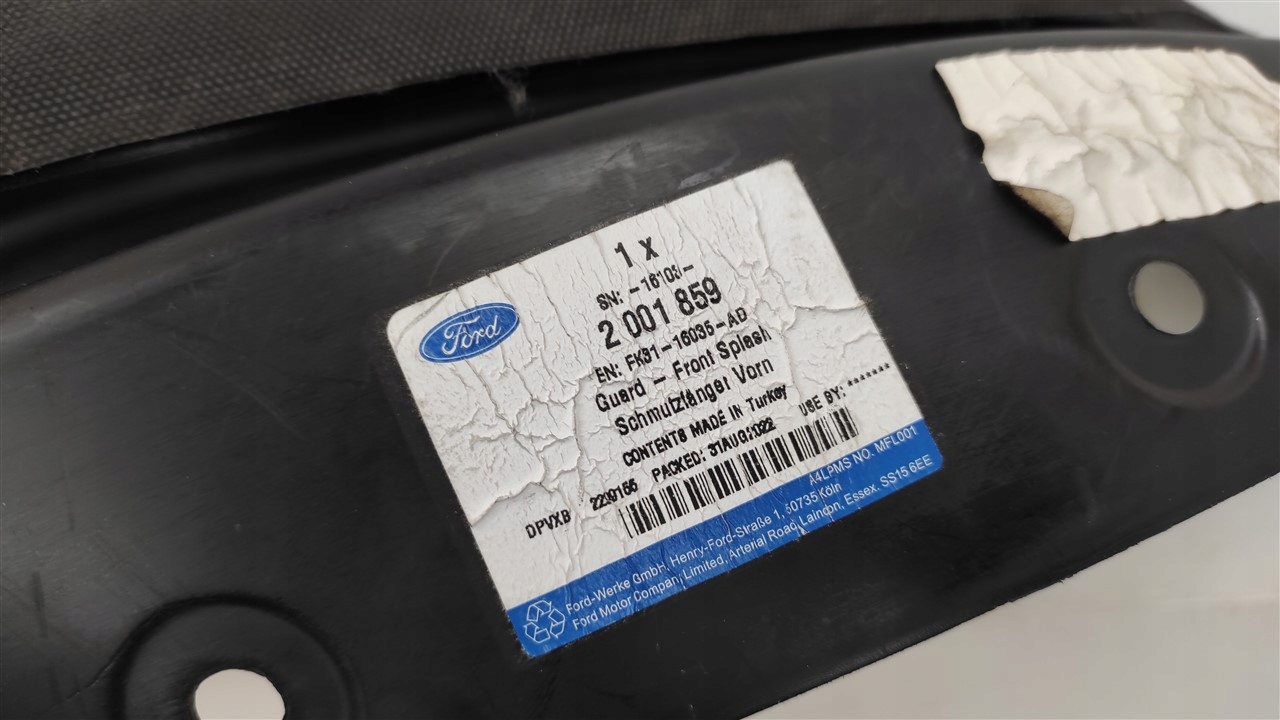 Ford
1 X
SN: -16103-
2 001 859
EN: FK31-16035-AD
Guard - Front Splash
Schmutzfänger Vorn
CONTENTS MADE IN Turkey
PACKED: 31AUG2022 USE BY: *******
DPVXB
A4LPMS NO. MFL001
Ford-Werke GmbH, Henry-Ford-Straße 1, 50735 Köln
Ford Motor Company, Limited, Arterial Road, Laindon, Essex. SS15 6EE